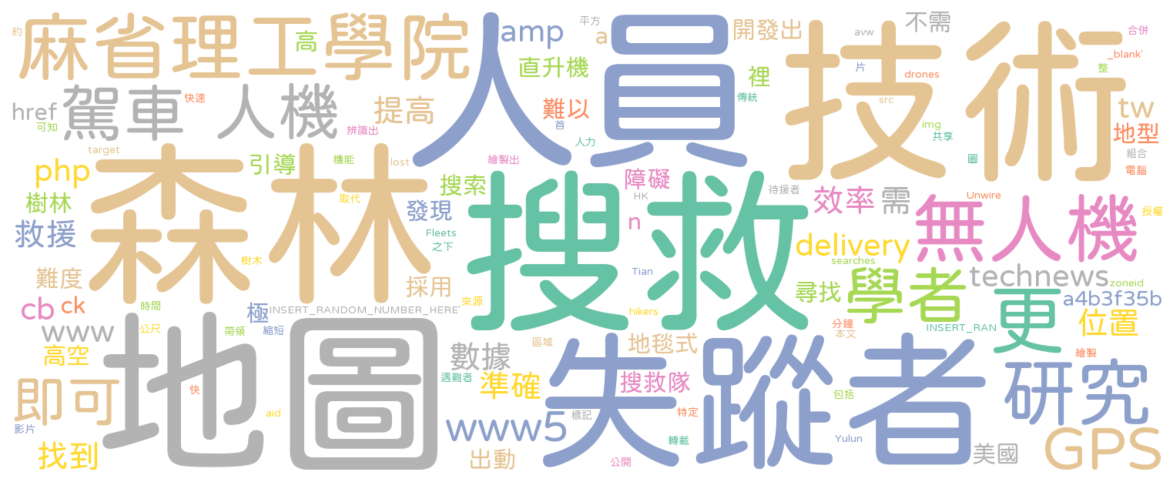 的
麻省理工學院
高
人員
amp
平方
a
開發出
avw
不需
合併
技術
直升機
裡
片
drones
_blank'
整
href
駕車 人機
快速
提高
難以
傳統
src
tw
可知
辨識出
首
img
地型
target
森林
機能
lost
人力
共享
組合
php
引導
繪製出
圖
電腦
樹林
取代
搜索
搜救
障礙
待援者
效率
需
Unwire
無人機
授權
發現
HK
救援
Fleets
n
之下
delivery
searches
難度
樹木
採用
Tian
尋找
學者
technews
zoneid
cb
ck
時間
極
INSERT_RANDOM_NUMBER_HERE'
來源
hikers
更
a4b3f35b
www
公尺
帶領
縮短
分鐘
INSERT_RAN
位置
高空
地圖
數據
區域
地毯式
失蹤者
本文
繪製
即可
快
遇難者
準確
搜救隊
包括
研究
影片
aid
www5
標記
特定
找到
出動
轉載
Yulun
公開
美國
GPS